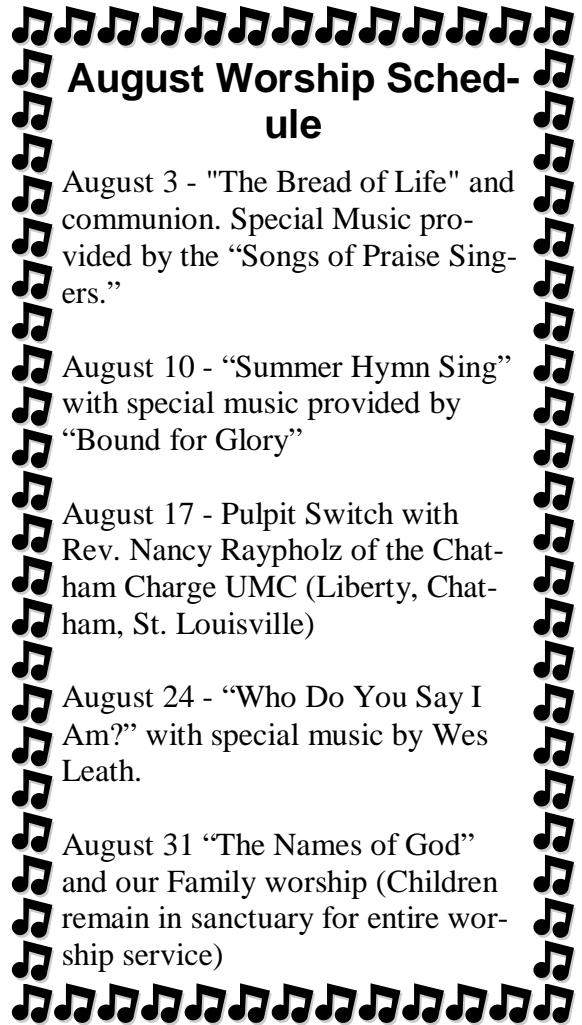 August Worship Sched-
ule
August 3 - "The Bread of Life" and
communion. Special Music pro-
vided by the “Songs of Praise Sing-
ers.”
August 10 - “Summer Hymn Sing”
with special music provided by
“Bound for Glory”
August 17 - Pulpit Switch with
Rev. Nancy Raypholz of the Chat-
ham Charge UMC (Liberty, Chat-
ham, St. Louisville)
August 24 - “Who Do You Say I
Am?” with special music by Wes
Leath.
August 31 “The Names of God”
and our Family worship (Children
remain in sanctuary for entire wor-
ship service)